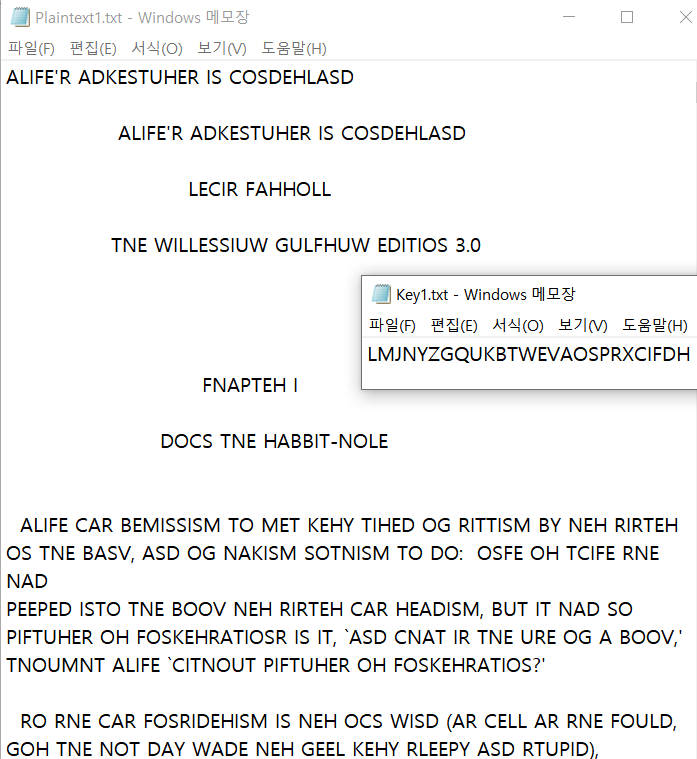 Plaintext1.txt - Windows 메모장
파일(F) 편집(E) 서식(O) 보기(V) 도움말(H)
ALIFE'R ADKESTUHER IS COSDEHLASD
ALIFE'R ADKESTUHER IS COSDEHLASD
LECIR FAHHOLL
TNE WILLESSIUW GULFHUW EDITIOS 3.0
Key1.txt - Windows 메모장
파일(F) 편집(E) 서식(O) 보기(V) 도움말(H)
LMJNYZGQUKBTWEVAOSPRXCIFDH
FNAPTEH I
DOCS TNE HABBIT-NOLE
ALIFE CAR BEMISSISM TO MET KEHY TIHED OG RITTISM BY NEH RIRTEH
OS TNE BASV, ASD OG NAKISM SOTNISM TO DO:  OSFE OH TCIFE RNE
NAD
PEEPED ISTO TNE BOOV NEH RIRTEH CAR HEADISM, BUT IT NAD SO
PIFTUHER OH FOSKEHRATIOSR IS IT, `ASD CNAT IR TNE URE OG A BOOV,'
TNOUMNT ALIFE `CITNOUT PIFTUHER OH FOSKEHRATIOS?'
RO RNE CAR FOSRIDEHISM IS NEH OCS WISD (AR CELL AR RNE FOULD,
GOH TNE NOT DAY WADE NEH GEEL KEHY RLEEPY ASD RTUPID),